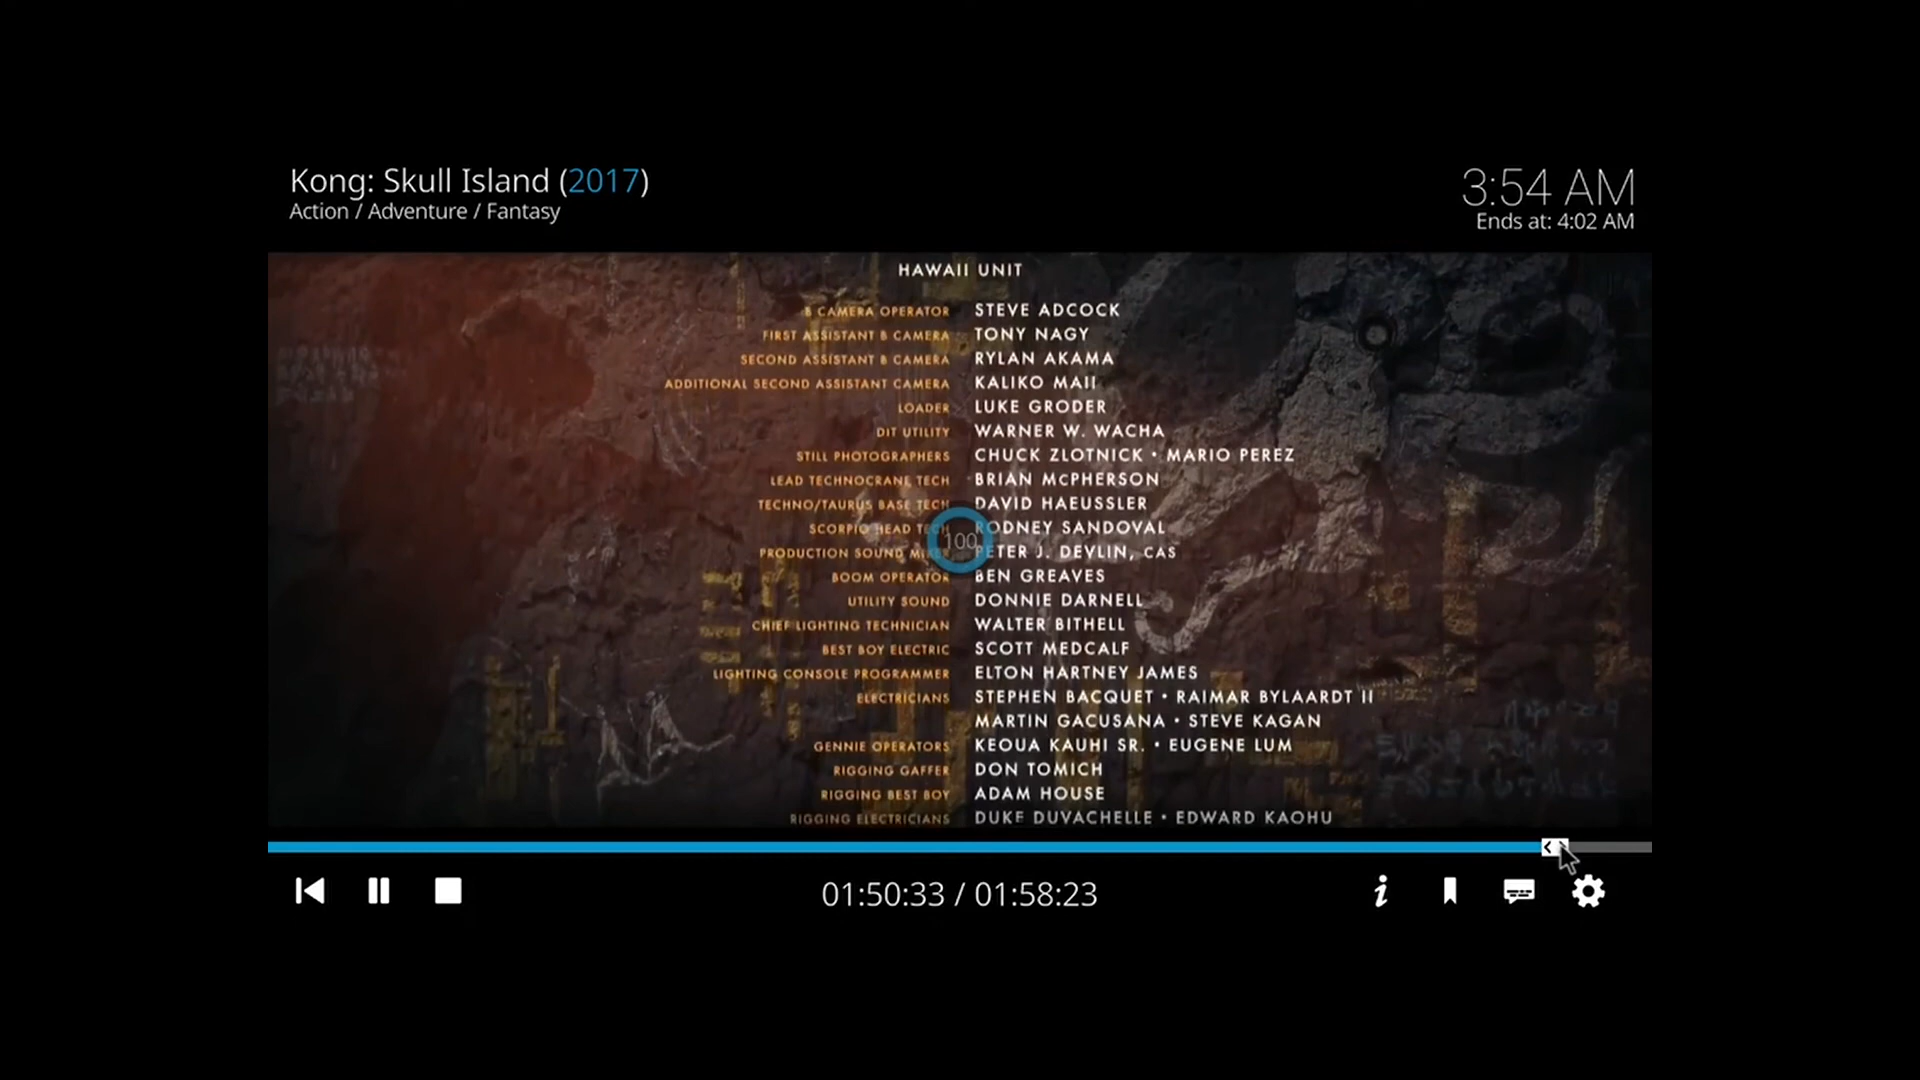 Kong: Skull Island (2017)
Action / Adventure / Fantasy
3:54 AM
Ends at: 4:02 AM
HAWAII UNIT
B CAMERA OPERATOR STEVE ADCOCK
FIRST ASSISTANT B CAMERA TONY NAGY
SECOND ASSISTANT B CAMERA RYLAN AKAMA
ADDITIONAL SECOND ASSISTANT CAMERA KALIKO MAII
LOADER LUKE GRODER
DIT UTILITY WARNER W. WACHA
STILL PHOTOGRAPHERS CHUCK ZLOTNICK • MARIO PEREZ
LEAD TECHNOCRANE TECH BRIAN McPHERSON
TECHNO/TAURUS BASE TECH DAVID HAEUSSLER
SCORPIO HEAD TECH RODNEY SANDOVAL
100
PRODUCTION SOUND MIXER PETER J. DEVLIN, CAS
BOOM OPERATOR BEN GREAVES
UTILITY SOUND DONNIE DARNELL
CHIEF LIGHTING TECHNICIAN WALTER BITHELL
BEST BOY ELECTRIC SCOTT MEDCALF
LIGHTING CONSOLE PROGRAMMER ELTON HARTNEY JAMES
ELECTRICIANS STEPHEN BACQUET • RAIMAR BYLAARDT II
MARTIN GACUSANA • STEVE KAGAN
GENNIE OPERATORS KEOUA KAUHI SR. • EUGENE LUM
RIGGING GAFFER DON TOMICH
RIGGING BEST BOY ADAM HOUSE
RIGGING ELECTRICIANS DUKE DUVACHELLE • EDWARD KAOHU
01:50:33 / 01:58:23